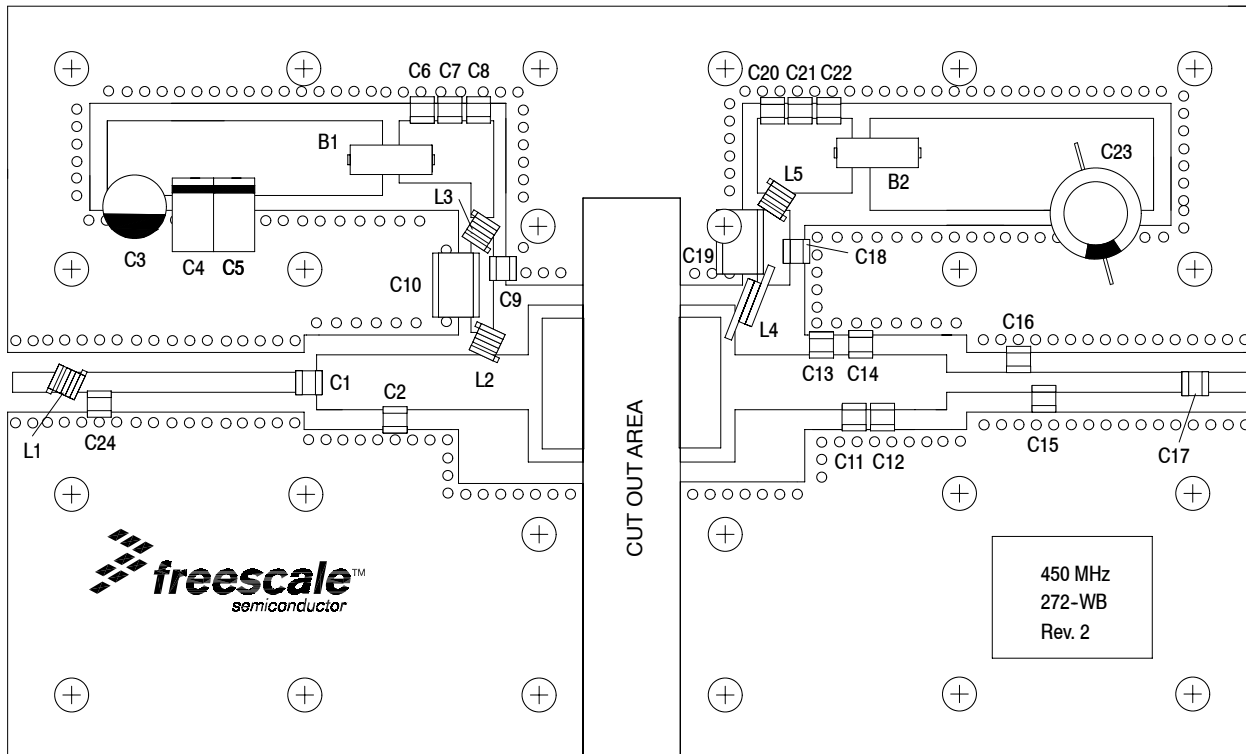 C6 C7 C8
C20 C21 C22
B1
B2
C23
L3
L5
C3
C4
C5
C10
C9
C19
C18
L4
L2
C16
C1
C2
C13
C14
L1
C24
C11
C12
C15
C17
CUT OUT AREA
freescale™
semiconductor
450 MHz
272-WB
Rev. 2